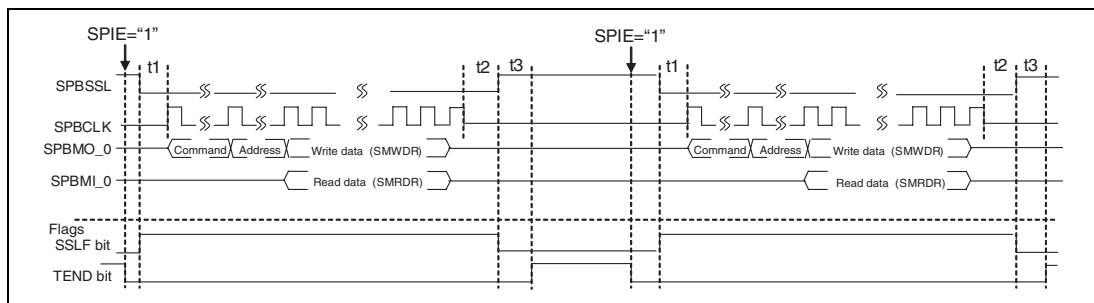 SPIE="1" SPIE="1"
t1 t2 t3 t1 t2 t3
SPBSSL
SPBCLK
SPBMO_0 Command Address Write data (SMWDR) Command Address Write data (SMWDR)
SPBMI_0 Read data (SMRDR) Read data (SMRDR)
Flags
SSLF bit
TEND bit